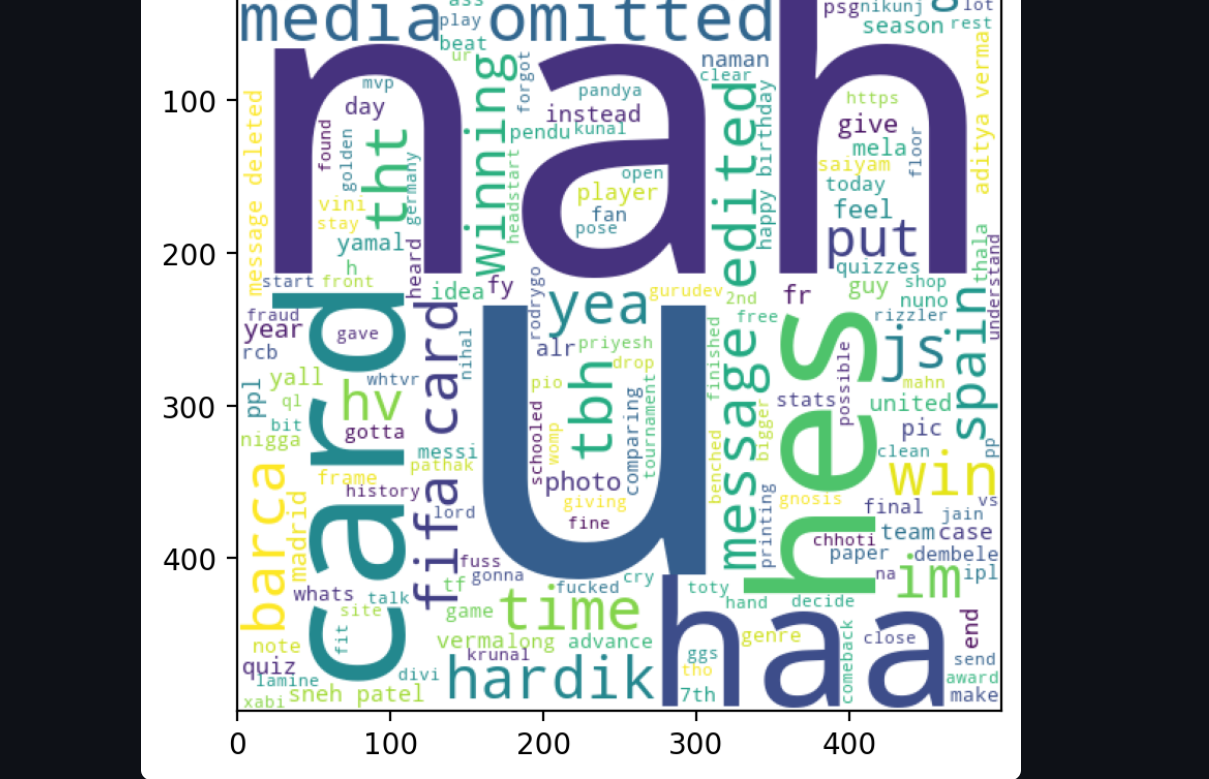 media omitted
ass
play
beat
ur
psg
nikunj
lot
season
rest
nah
message deleted
mvp
day
found
golden
tht
germany
vini
stay
yamal
h
heard
start
front
winning
forgot
headstart
pandya
instead
pendu
kunal
open
player
fan
pose
naman
clear
message edited
happy birthday
https
give
mela
floor
saiyam
today
feel
put
quizzes
aditya verma
thala
understand
card
fraud
year
rcb
gave
yall
whtvr
ppl
ql
hv
bit
gotta
nigga
barca
madrid
frame
history
fifa card
idea
fy
nihal
messi
pathak
lord
rodrygo
yea
gurudev
alr
priyesh
drop
pio
tbh
schooled
womp
comparing
tournament
photo
giving
fine
u
finished
benched
2nd
free
bigger
printing
fr
guy
shop
nuno
rizzler
js
spain
hes
possible
stats
mahn
united
pic
pp
clean
win
gnosis
final
vs
jain
chhoti
team
case
paper
dembele
na
im
ipl
fuss
gonna
tf
fucked
cry
toty
hand
decide
whats
talk
site
fit
game
time
verma
long
advance
note
quiz
krunal
lamine
divi
hardik
xabi
sneh patel
haa
ggs
tho
7th
genre
comeback
close
end
send
award
make
100
200
300
400
0
100
200
300
400